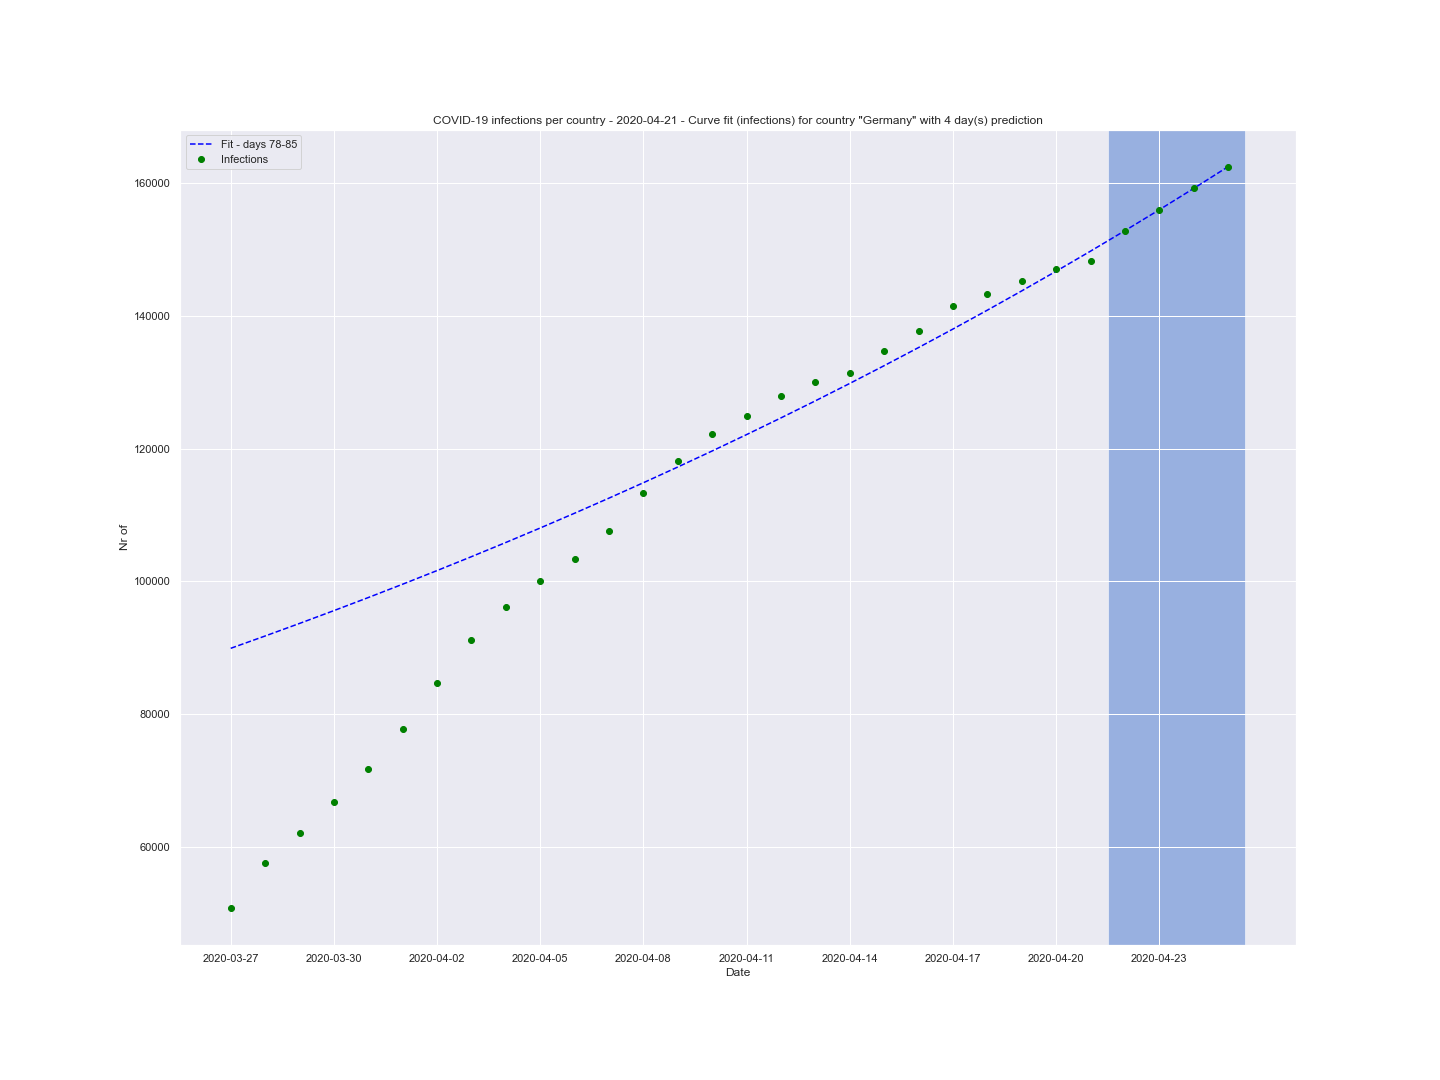 COVID-19 infections per country - 2020-04-21 - Curve fit (infections) for country "Germany" with 4 day(s) prediction
Fit - days 78-85
Infections
160000
140000
120000
100000
80000
60000
Nr of
2020-03-27 2020-03-30 2020-04-02 2020-04-05 2020-04-08 2020-04-11 2020-04-14 2020-04-17 2020-04-20 2020-04-23
Date